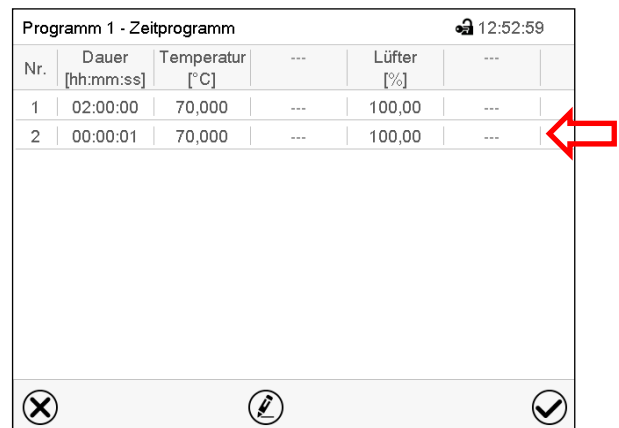 Programm 1 - Zeitprogramm 12:52:59
Nr. Dauer [hh:mm:ss] Temperatur [°C] --- Lüfter [%] ---
1 02:00:00 70,000 --- 100,00 ---
2 00:00:01 70,000 --- 100,00 ---